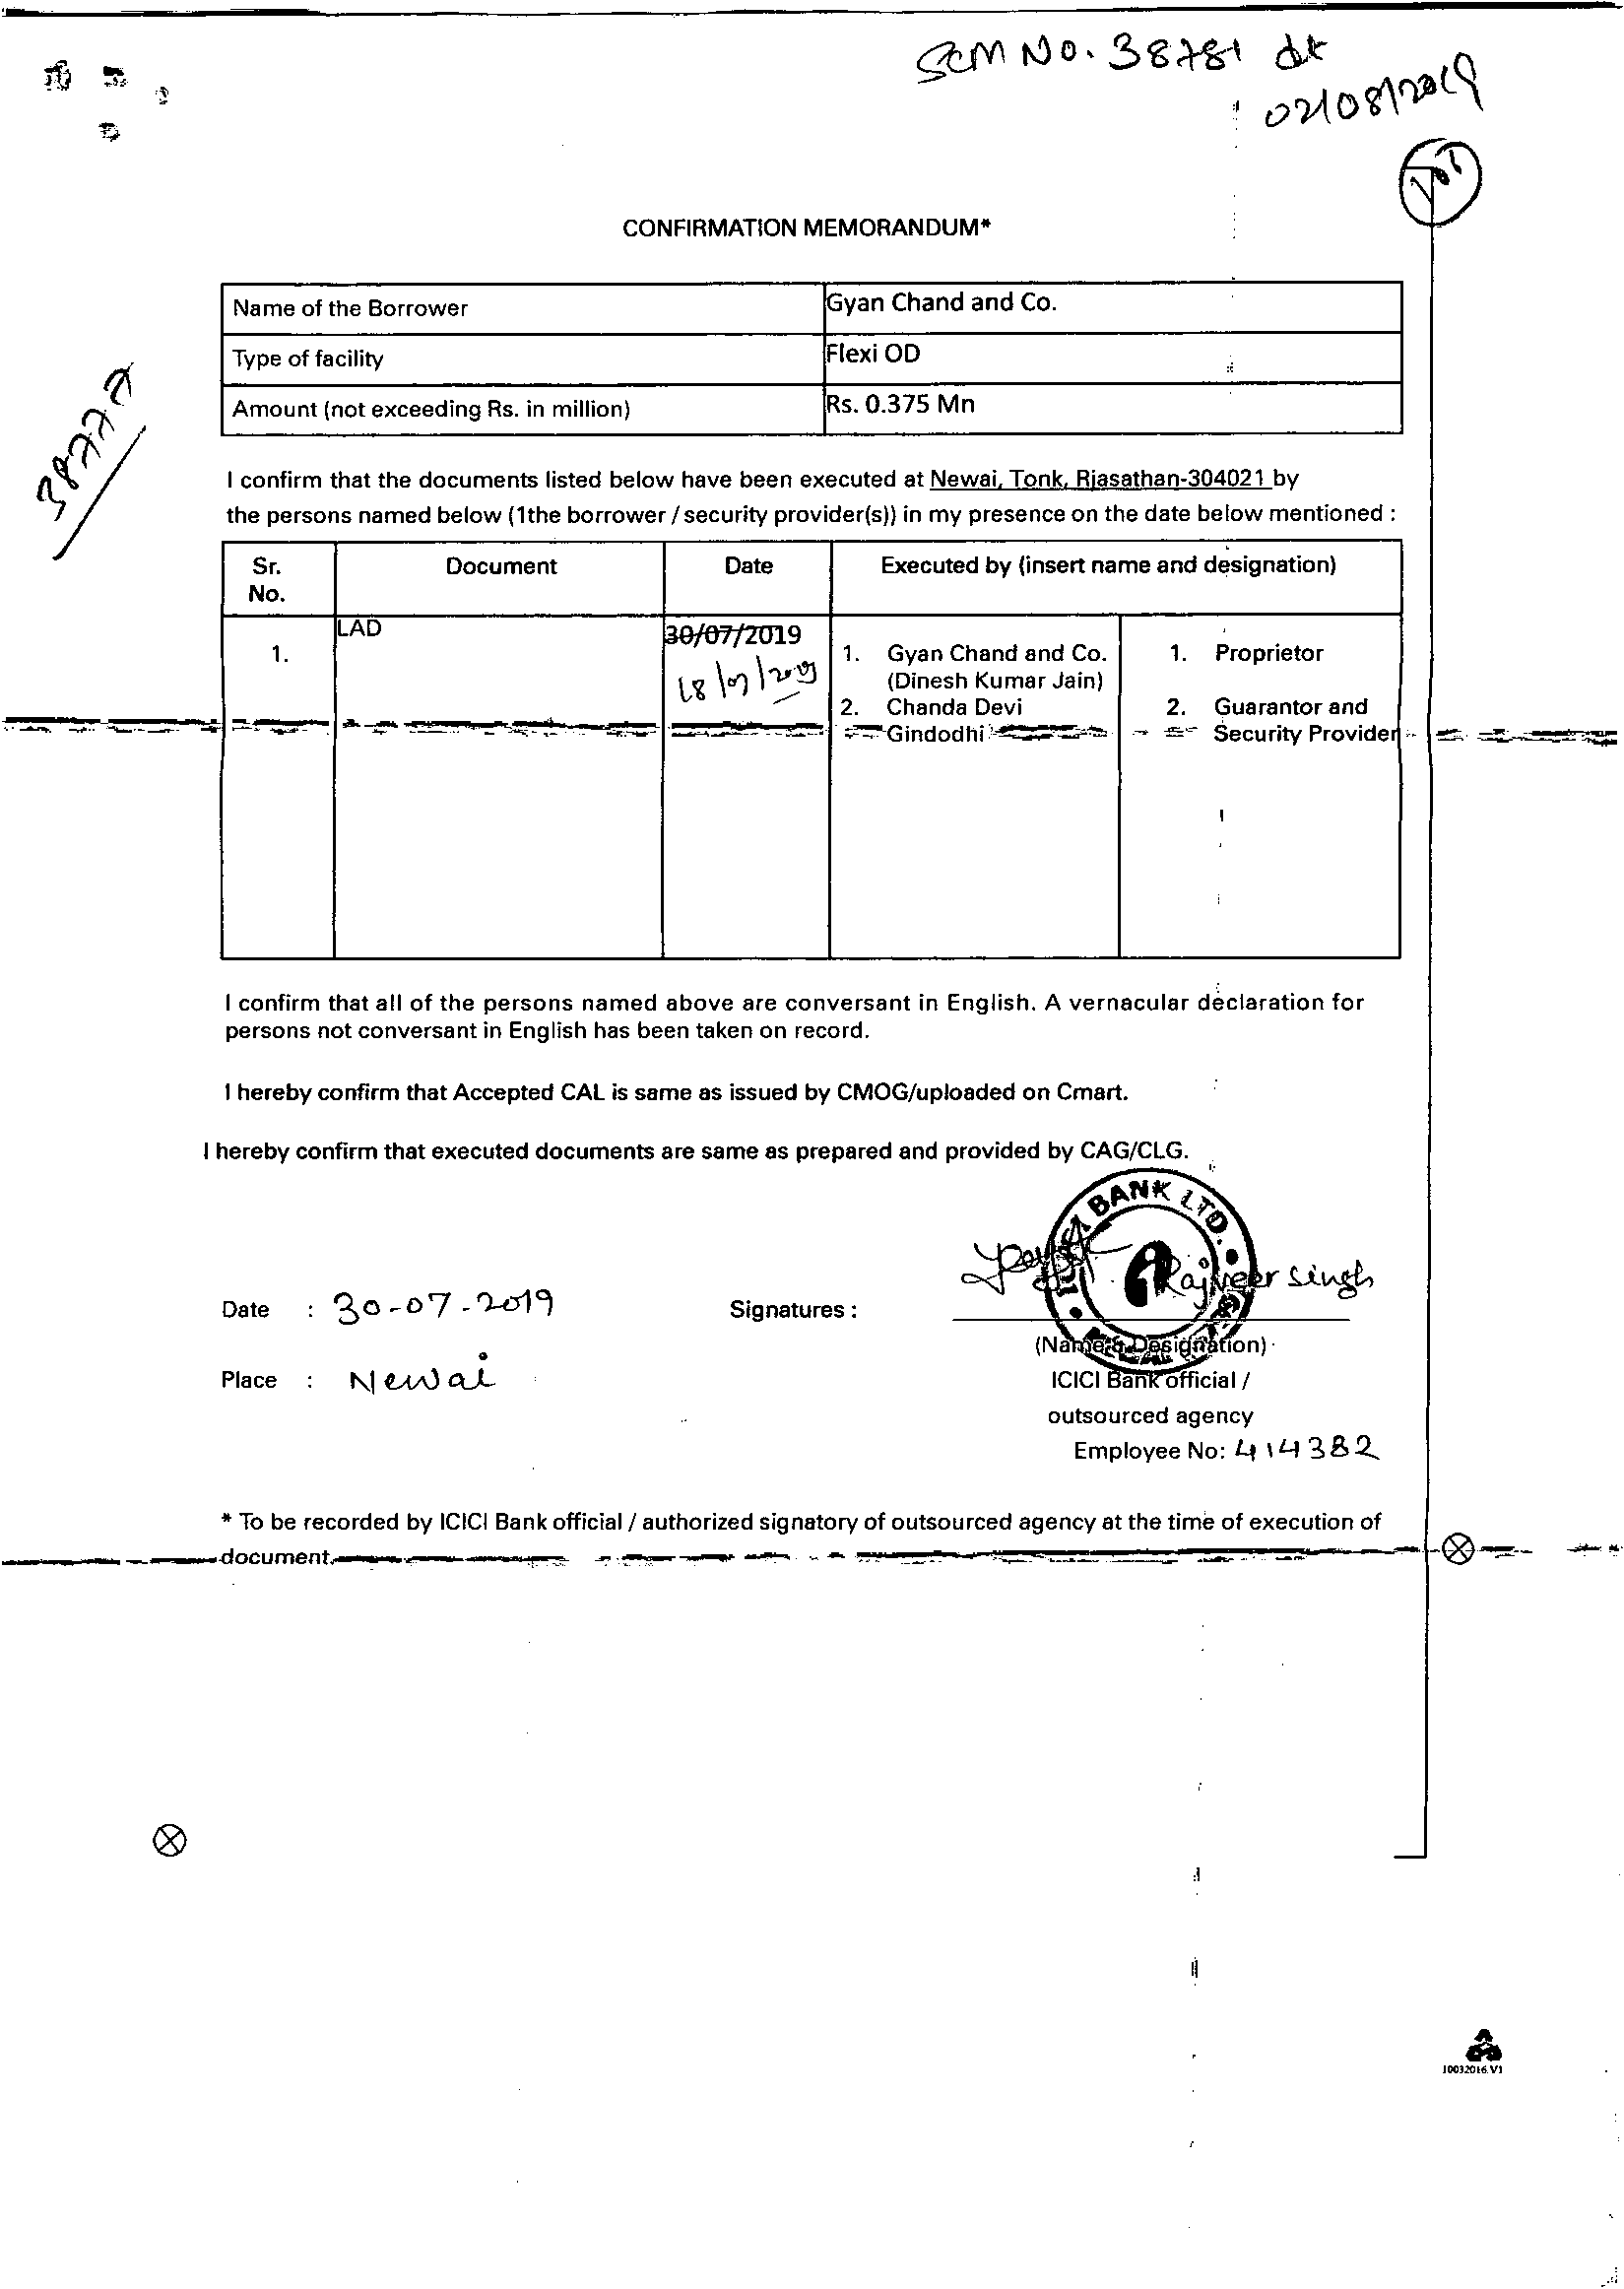 SCM No. 38781 dt
02/08/2019
CONFIRMATION MEMORANDUM*
Name of the Borrower Gyan Chand and Co.
Type of facility Flexi OD
Amount (not exceeding Rs. in million) Rs. 0.375 Mn
38777
I confirm that the documents listed below have been executed at Newai, Tonk, Rjasathan-304021 by
the persons named below (1the borrower / security provider(s)) in my presence on the date below mentioned :
Sr. No. Document Date Executed by (insert name and designation)
1. LAD 30/07/2019
1. Gyan Chand and Co. (Dinesh Kumar Jain) 1. Proprietor
2. Chanda Devi Gindodhi 2. Guarantor and Security Provider
I confirm that all of the persons named above are conversant in English. A vernacular declaration for
persons not conversant in English has been taken on record.
I hereby confirm that Accepted CAL is same as issued by CMOG/uploaded on Cmart.
I hereby confirm that executed documents are same as prepared and provided by CAG/CLG.
BANK LTD.
Rajveer singh
Date : 30-07-2019 Signatures :
(Name & Designation)
Place : Newai ICICI Bank official /
outsourced agency
Employee No: 414382
* To be recorded by ICICI Bank official / authorized signatory of outsourced agency at the time of execution of
document.
10032016.V1